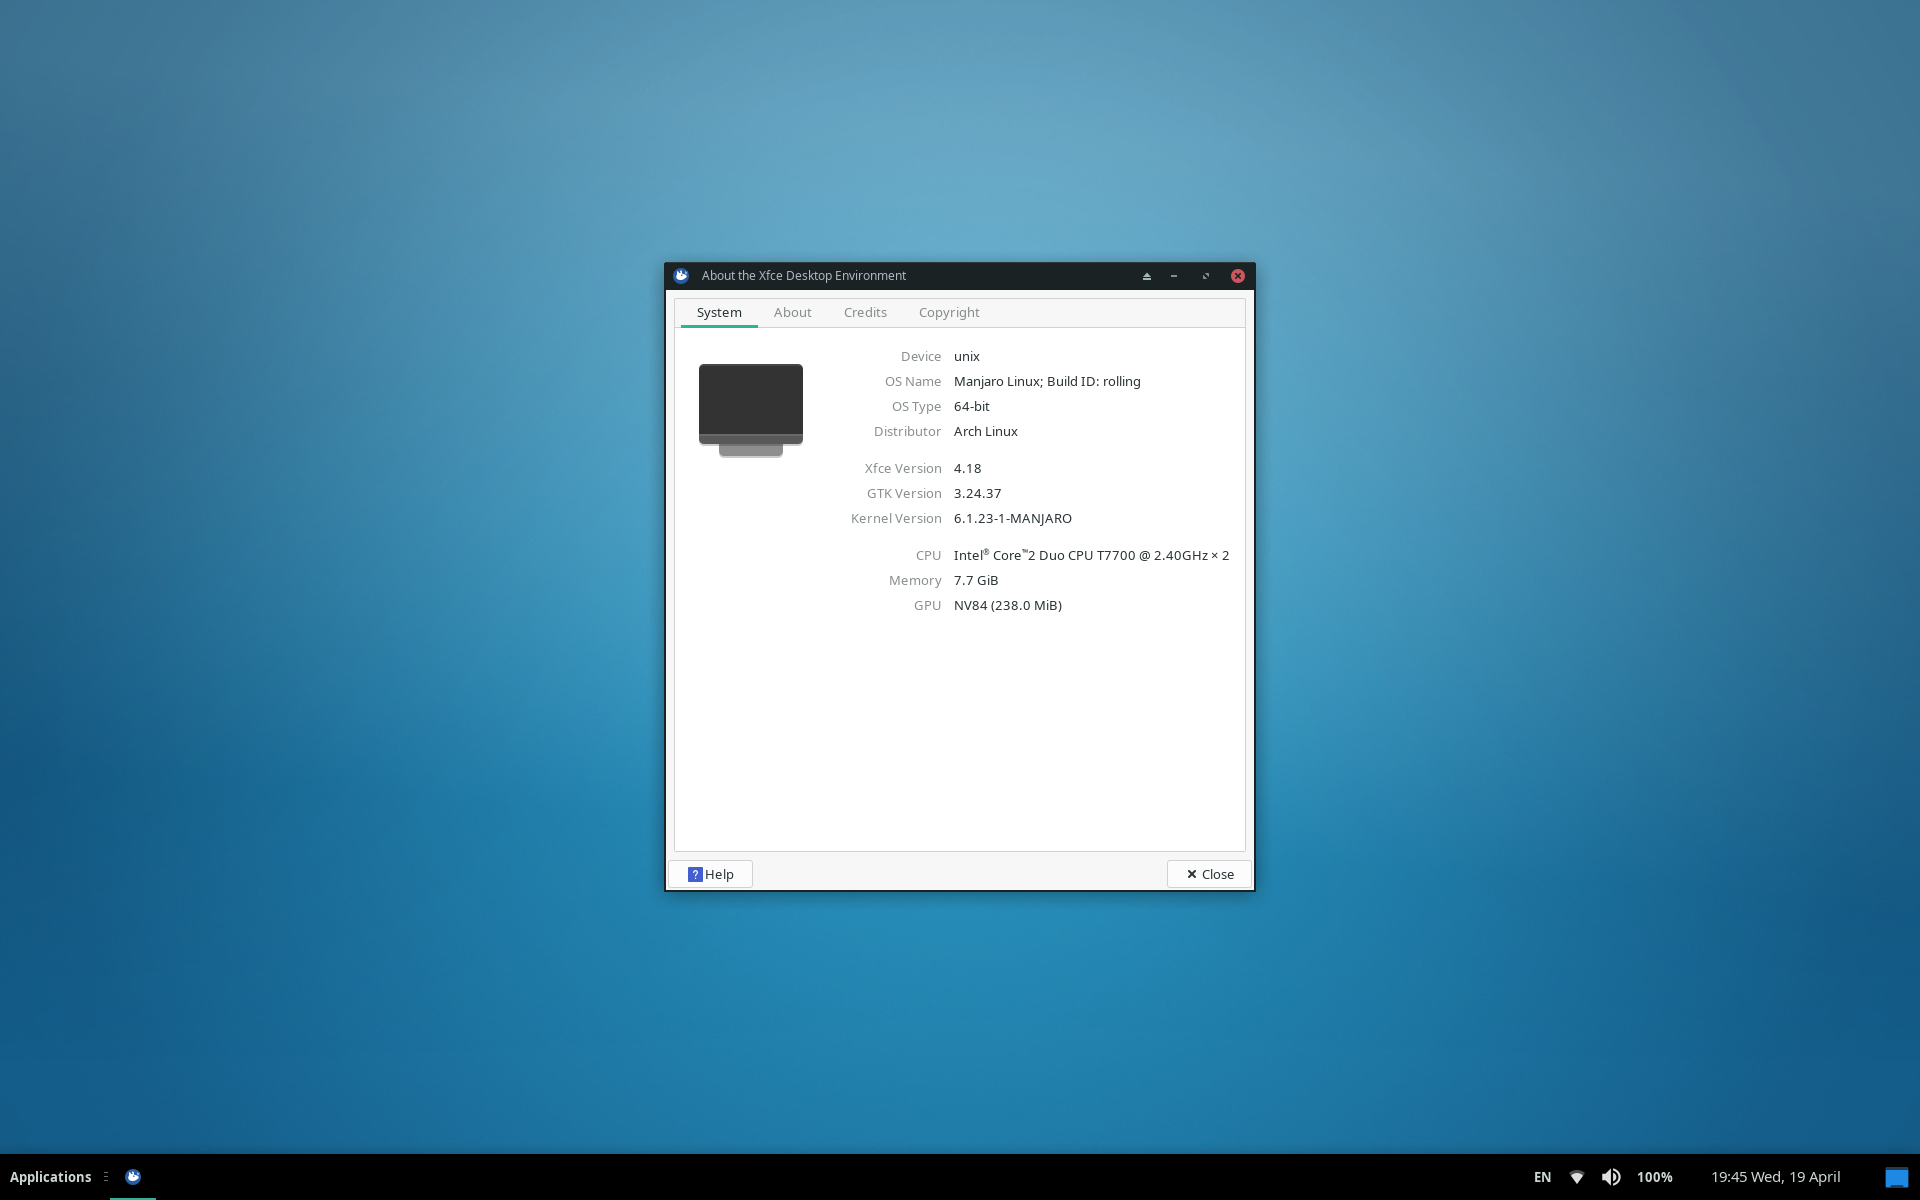 About the Xfce Desktop Environment
System About Credits Copyright
Device unix
OS Name Manjaro Linux; Build ID: rolling
OS Type 64-bit
Distributor Arch Linux
Xfce Version 4.18
GTK Version 3.24.37
Kernel Version 6.1.23-1-MANJARO
CPU Intel® Core™2 Duo CPU T7700 @ 2.40GHz × 2
Memory 7.7 GiB
GPU NV84 (238.0 MiB)
? Help Close
Applications EN 100% 19:45 Wed, 19 April